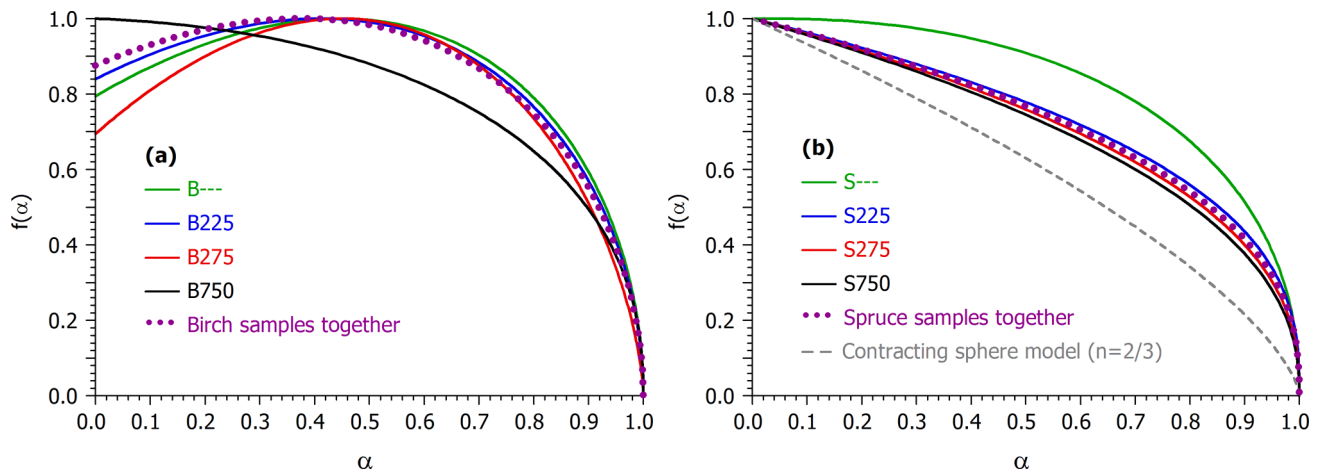 1.0
0.8
0.6
0.4
0.2
0.0
f(α)
(a)
B---
B225
B275
B750
Birch samples together
0.0 0.1 0.2 0.3 0.4 0.5 0.6 0.7 0.8 0.9 1.0
α
1.0
0.8
0.6
0.4
0.2
0.0
f(α)
(b)
S---
S225
S275
S750
Spruce samples together
Contracting sphere model (n=2/3)
0.0 0.1 0.2 0.3 0.4 0.5 0.6 0.7 0.8 0.9 1.0
α